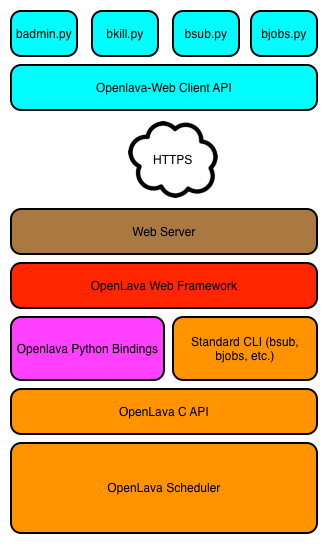 badmin.py
bkill.py
bsub.py
bjobs.py
Openlava-Web Client API
HTTPS
Web Server
OpenLava Web Framework
Openlava Python Bindings
Standard CLI (bsub,
bjobs, etc.)
OpenLava C API
OpenLava Scheduler